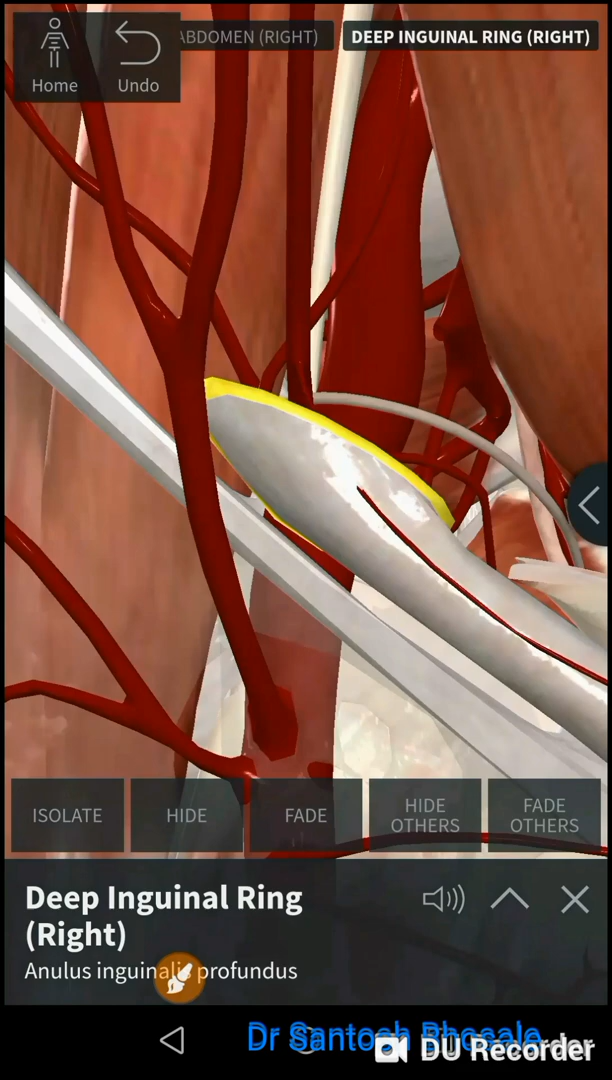 ABDOMEN (RIGHT)
DEEP INGUINAL RING (RIGHT)
Home
Undo
ISOLATE
HIDE
FADE
HIDE
OTHERS
FADE
OTHERS
Deep Inguinal Ring
(Right)
Anulus inguinalis profundus
Dr Santosh Bhosale
DU Recorder